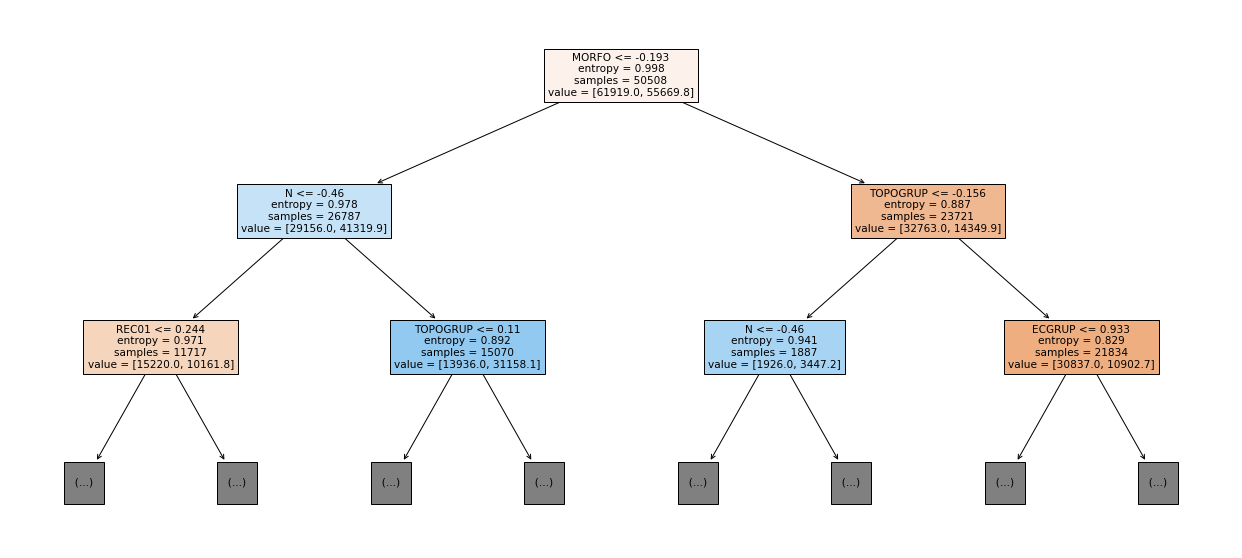 MORFO <= -0.193
entropy = 0.998
samples = 50508
value = [61919.0, 55669.8]
N <= -0.46
entropy = 0.978
samples = 26787
value = [29156.0, 41319.9]
TOPOGRUP <= -0.156
entropy = 0.887
samples = 23721
value = [32763.0, 14349.9]
REC01 <= 0.244
entropy = 0.971
samples = 11717
value = [15220.0, 10161.8]
TOPOGRUP <= 0.11
entropy = 0.892
samples = 15070
value = [13936.0, 31158.1]
N <= -0.46
entropy = 0.941
samples = 1887
value = [1926.0, 3447.2]
ECGRUP <= 0.933
entropy = 0.829
samples = 21834
value = [30837.0, 10902.7]
(...)
(...)
(...)
(...)
(...)
(...)
(...)
(...)